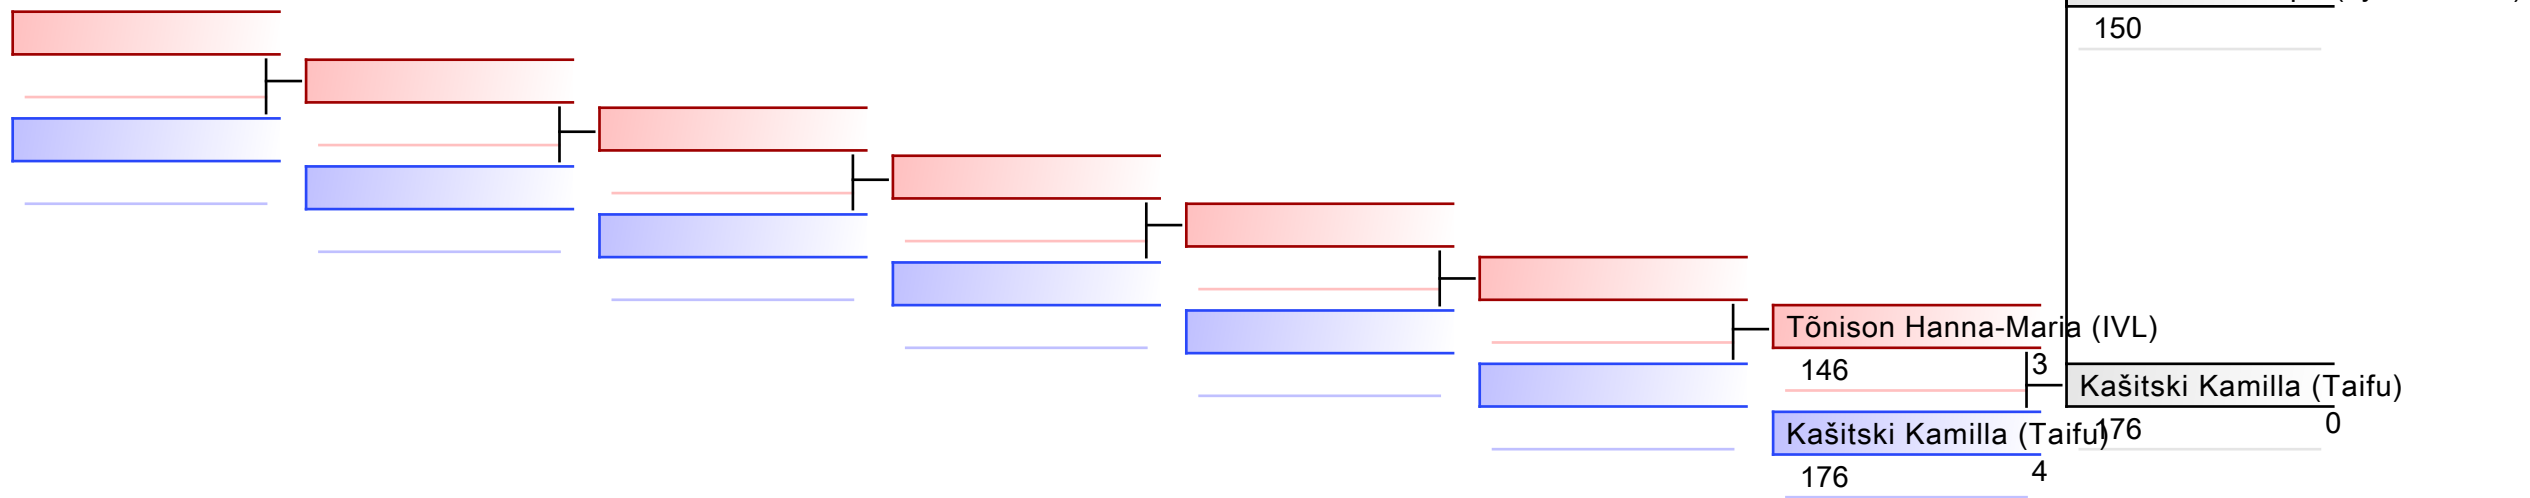 150
Tõnison Hanna-Maria (IVL)
146
3
Kašitski Kamilla (Taifu)
176
0
Kašitski Kamilla (Taifu)
176
4